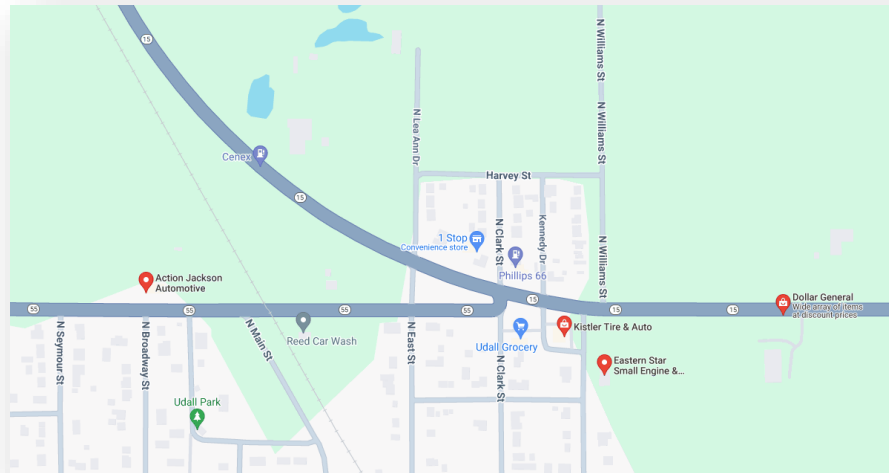 15
N Williams St
N Williams St
N Lea Ann Dr
Cenex
Harvey St
15
N Clark St
Kennedy Dr
1 Stop
Convenience store
N Williams St
Phillips 66
Action Jackson
Automotive
15
15
15
Dollar General
Wide array of items
at discount prices
55
55
55
55
N Seymour St
N Broadway St
N Main St
Reed Car Wash
N East St
Udall Grocery
Kistler Tire & Auto
N Clark St
Eastern Star
Small Engine &...
Udall Park